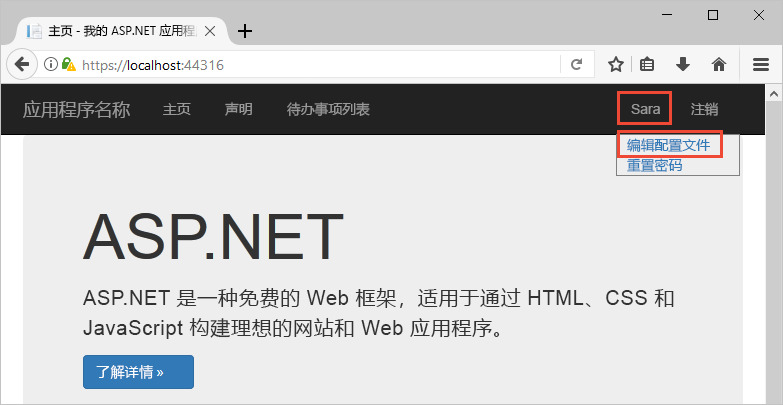 主页 - 我的 ASP.NET 应用程
https://localhost:44316
应用程序名称 主页 声明 待办事项列表 Sara 注销
编辑配置文件
重置密码
ASP.NET
ASP.NET 是一种免费的 Web 框架，适用于通过 HTML、CSS 和
JavaScript 构建理想的网站和 Web 应用程序。
了解详情 »